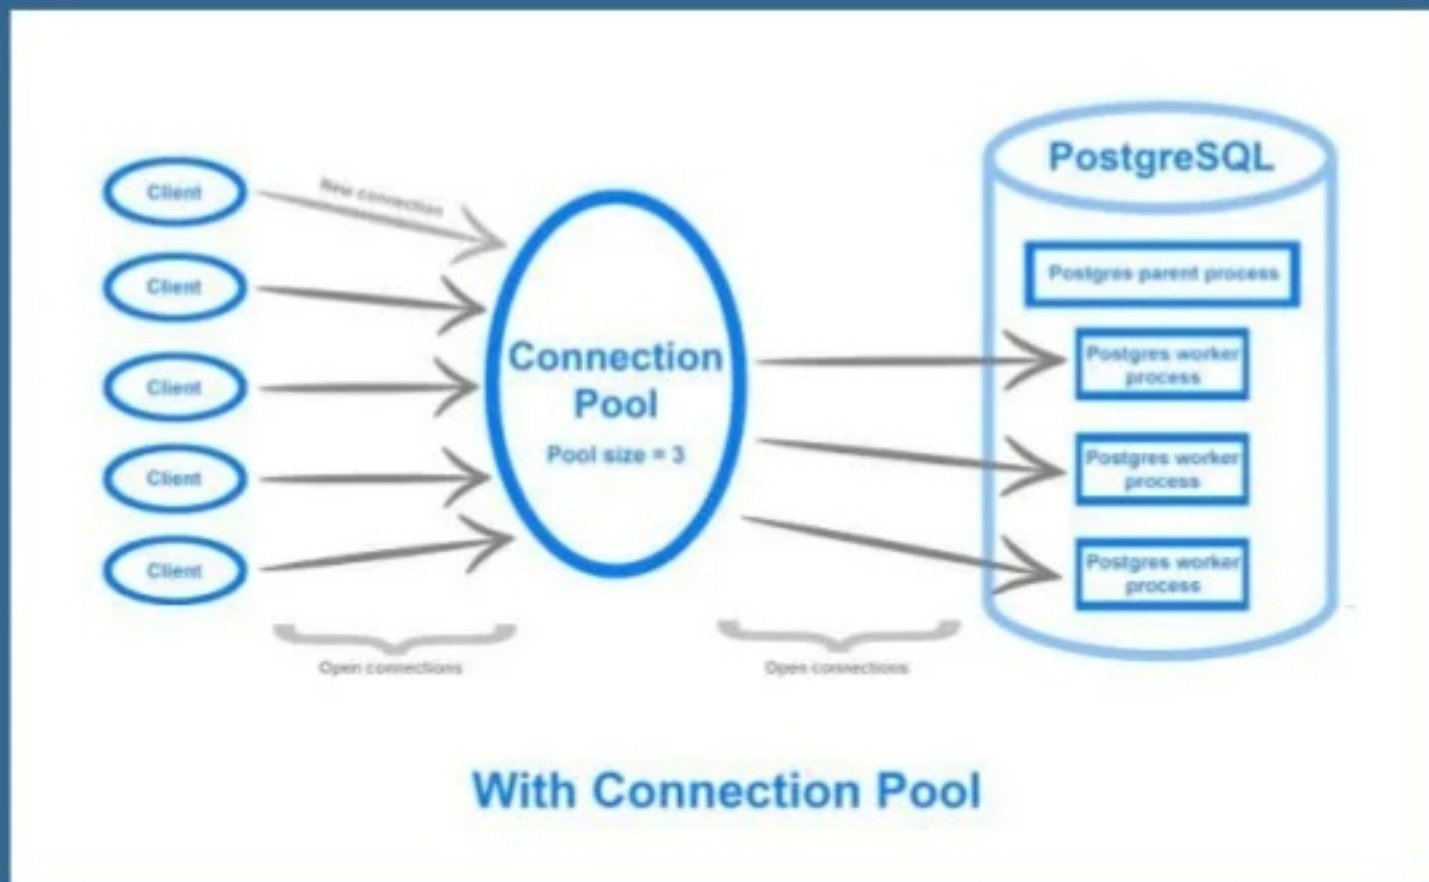 PostgreSQL
Client
New connection
Client
Client
Client
Client
Connection
Pool
Pool size = 3
Postgres parent process
Postgres worker
process
Postgres worker
process
Postgres worker
process
Open connections
Open connections
With Connection Pool